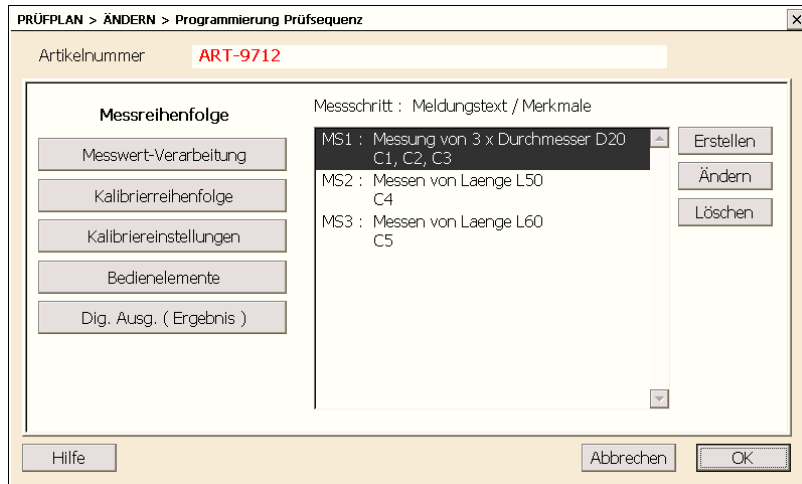 PRÜFPLAN > ÄNDERN > Programmierung Prüfsequenz
Artikelnummer ART-9712
Messreihenfolge
Messwert-Verarbeitung
Kalibrierreihenfolge
Kalibriereinstellungen
Bedienelemente
Dig. Ausg. ( Ergebnis )
Messschritt : Meldungstext / Merkmale
MS1 : Messung von 3 x Durchmesser D20
C1, C2, C3
MS2 : Messen von Laenge L50
C4
MS3 : Messen von Laenge L60
C5
Erstellen
Ändern
Löschen
Hilfe
Abbrechen
OK